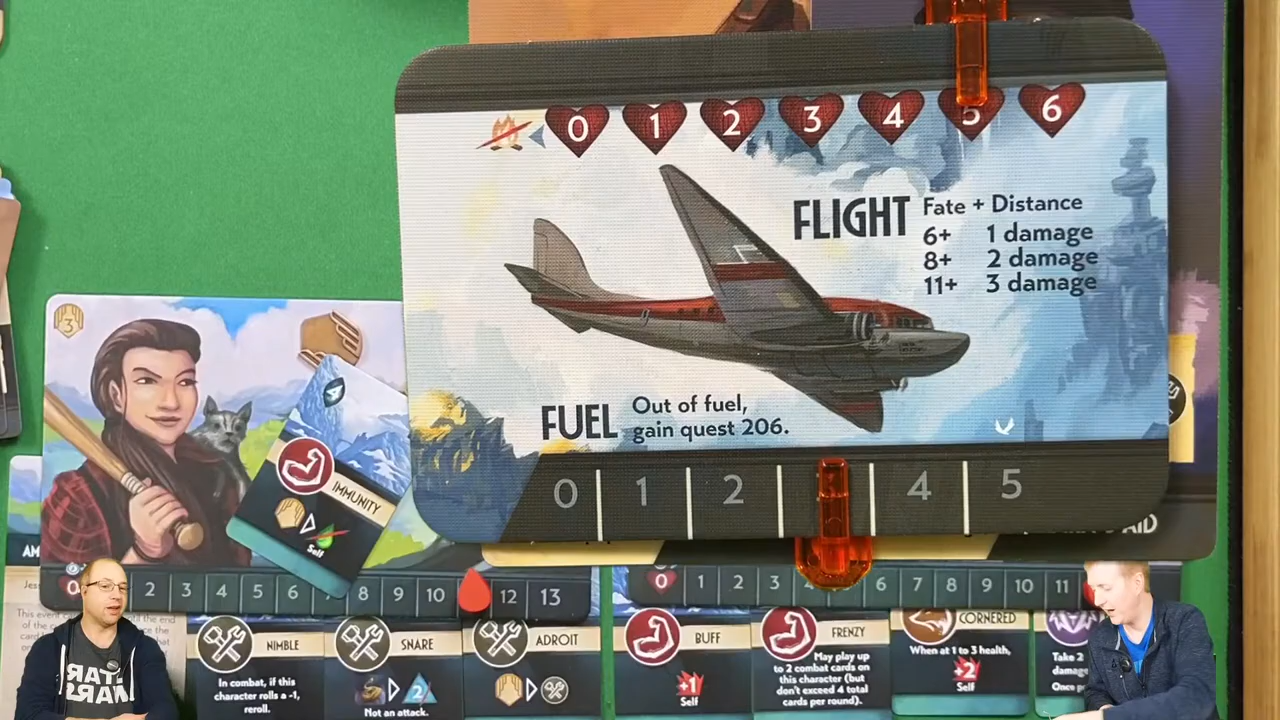 0 1 2 3 4 5 6
FLIGHT
Fate + Distance
6+ 1 damage
8+ 2 damage
11+ 3 damage
FUEL
Out of fuel,
gain quest 206.
0 1 2 4 5
3
IMMUNITY
Self
AID
AM
0 2 3 4 5 6 8 9 10 12 13
0 1 2 3 4 6 7 8 9 10 11
NIMBLE
In combat, if this
character rolls a -1,
reroll.
SNARE
2
Not an attack.
ADROIT
BUFF
+1
Self
FRENZY
May play up
to 2 combat cards on
this character (but
don't exceed 4 total
cards per round).
CORNERED
When at 1 to 3 health,
+2
Self
Take 2
damage
Once